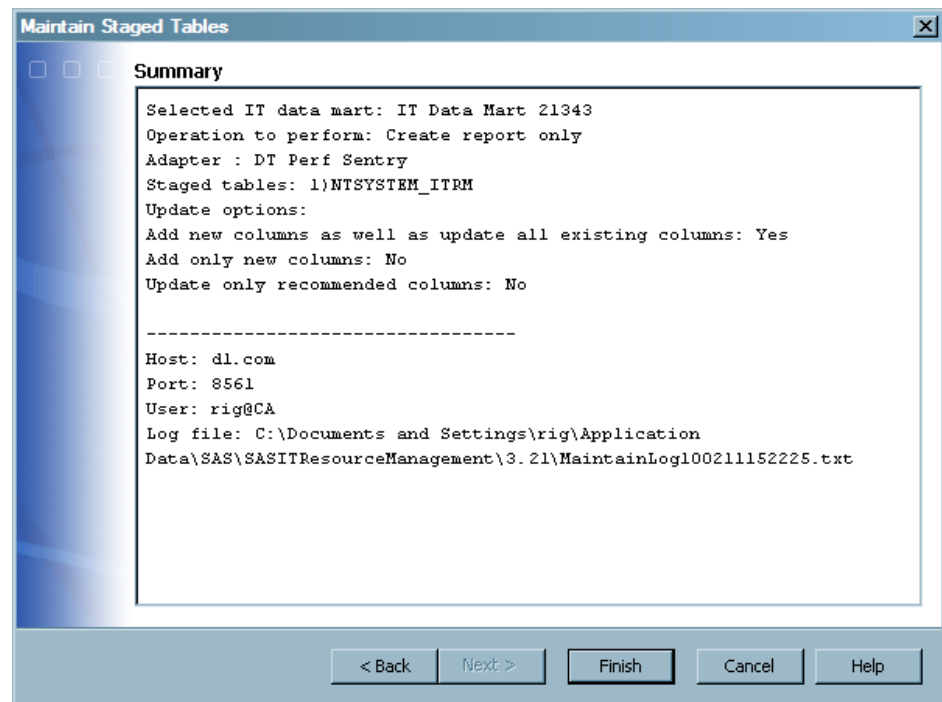 Maintain Staged Tables
Summary
Selected IT data mart: IT Data Mart 21343
Operation to perform: Create report only
Adapter : DT Perf Sentry
Staged tables: 1)NTSYSTEM_ITRM
Update options:
Add new columns as well as update all existing columns: Yes
Add only new columns: No
Update only recommended columns: No
----------------------------------
Host: dl.com
Port: 8561
User: rig@CA
Log file: C:\Documents and Settings\rig\Application
Data\SAS\SASITResourceManagement\3.21\MaintainLog100211152225.txt
< Back Next > Finish Cancel Help